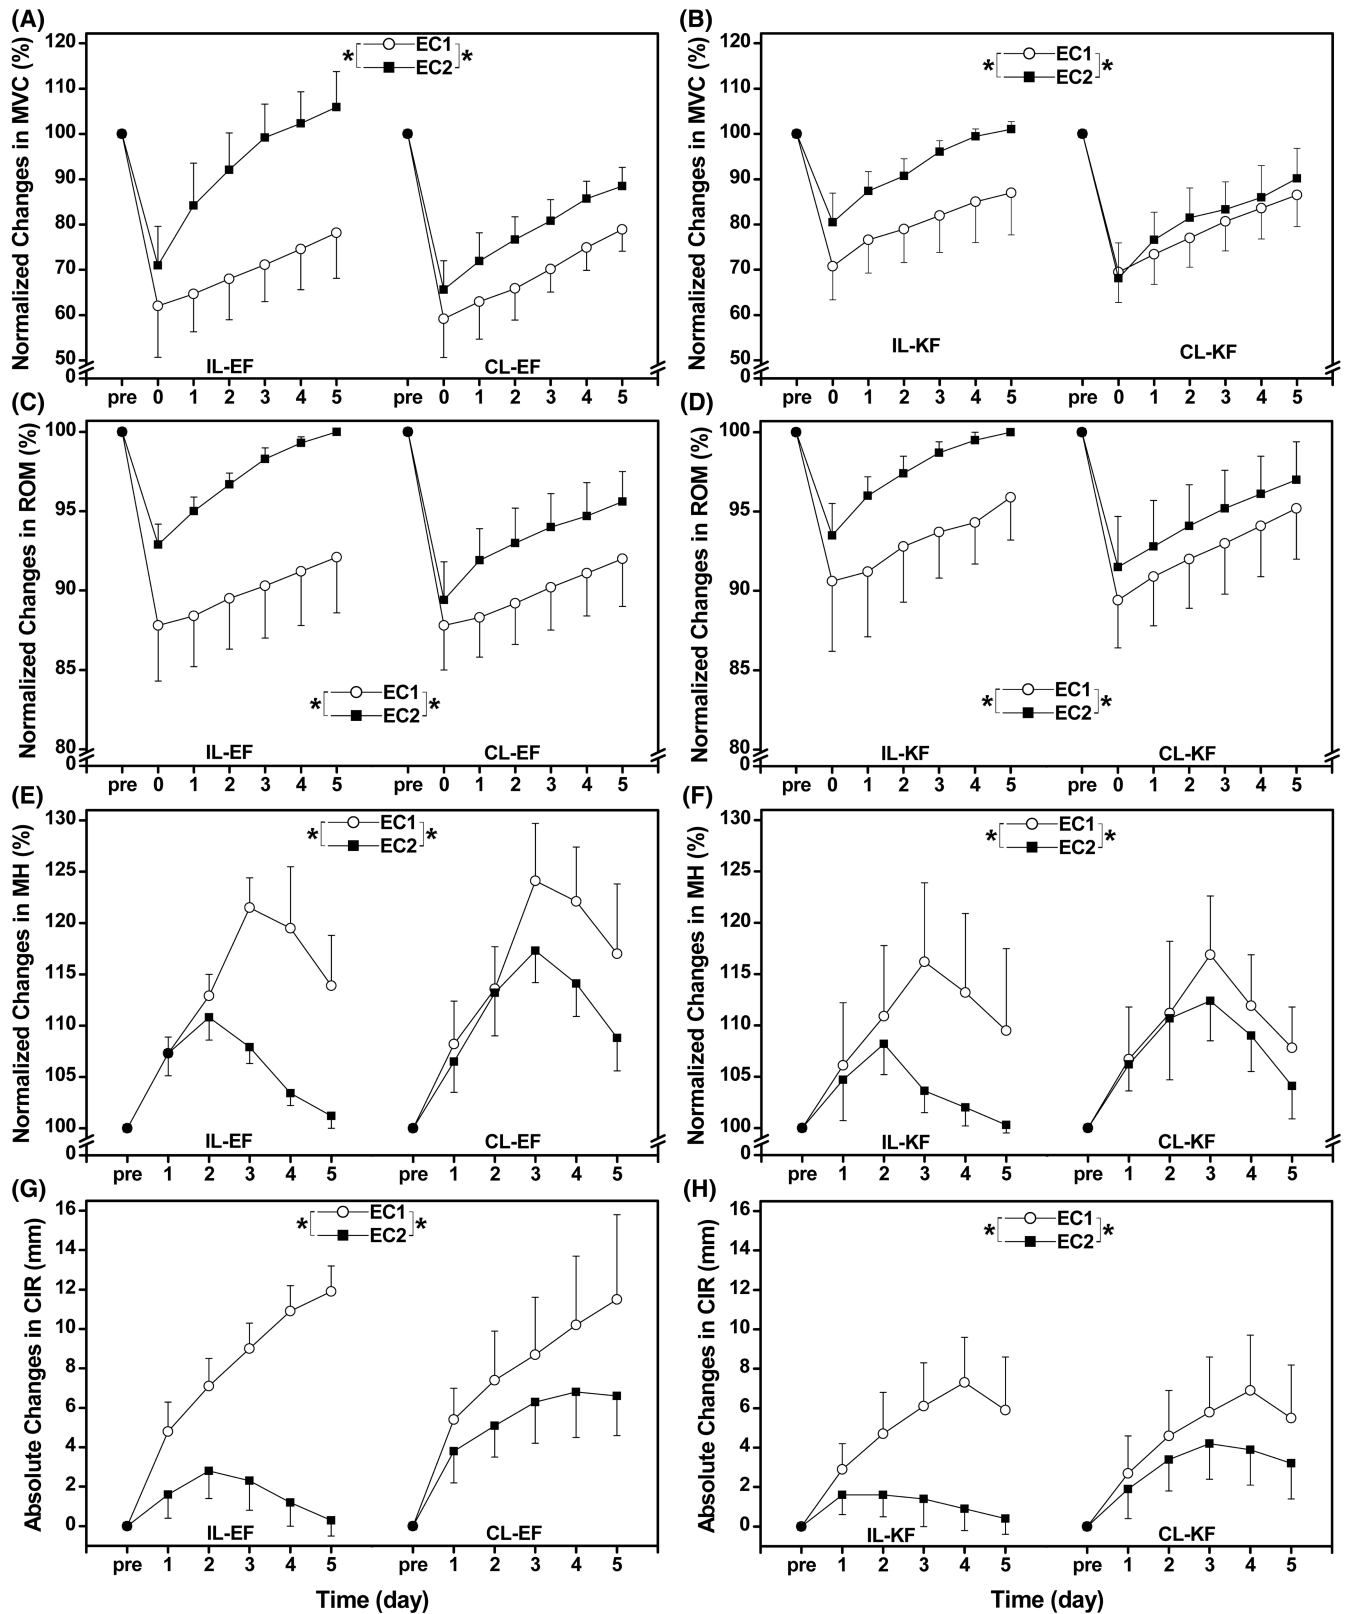 (A)
Normalized Changes in MVC (%)
120
110
100
90
80
70
60
50
0
* EC1 *
EC2
IL-EF CL-EF
pre 0 1 2 3 4 5 pre 0 1 2 3 4 5
(B)
Normalized Changes in MVC (%)
120
110
100
90
80
70
60
50
0
* EC1 *
EC2
IL-KF CL-KF
pre 0 1 2 3 4 5 pre 0 1 2 3 4 5
(C)
Normalized Changes in ROM (%)
100
95
90
85
80
0
* EC1 *
EC2
IL-EF CL-EF
pre 0 1 2 3 4 5 pre 0 1 2 3 4 5
(D)
Normalized Changes in ROM (%)
100
95
90
85
80
0
* EC1 *
EC2
IL-KF CL-KF
pre 0 1 2 3 4 5 pre 0 1 2 3 4 5
(E)
Normalized Changes in MH (%)
130
125
120
115
110
105
100
0
* EC1 *
EC2
IL-EF CL-EF
pre 1 2 3 4 5 pre 1 2 3 4 5
(F)
Normalized Changes in MH (%)
130
125
120
115
110
105
100
0
* EC1 *
EC2
IL-KF CL-KF
pre 1 2 3 4 5 pre 1 2 3 4 5
(G)
Absolute Changes in CIR (mm)
16
14
12
10
8
6
4
2
0
* EC1 *
EC2
IL-EF CL-EF
pre 1 2 3 4 5 pre 1 2 3 4 5
Time (day)
(H)
Absolute Changes in CIR (mm)
16
14
12
10
8
6
4
2
0
* EC1 *
EC2
IL-KF CL-KF
pre 1 2 3 4 5 pre 1 2 3 4 5
Time (day)